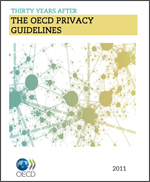 THIRTY YEARS AFTER
THE OECD PRIVACY
GUIDELINES
OECD
2011